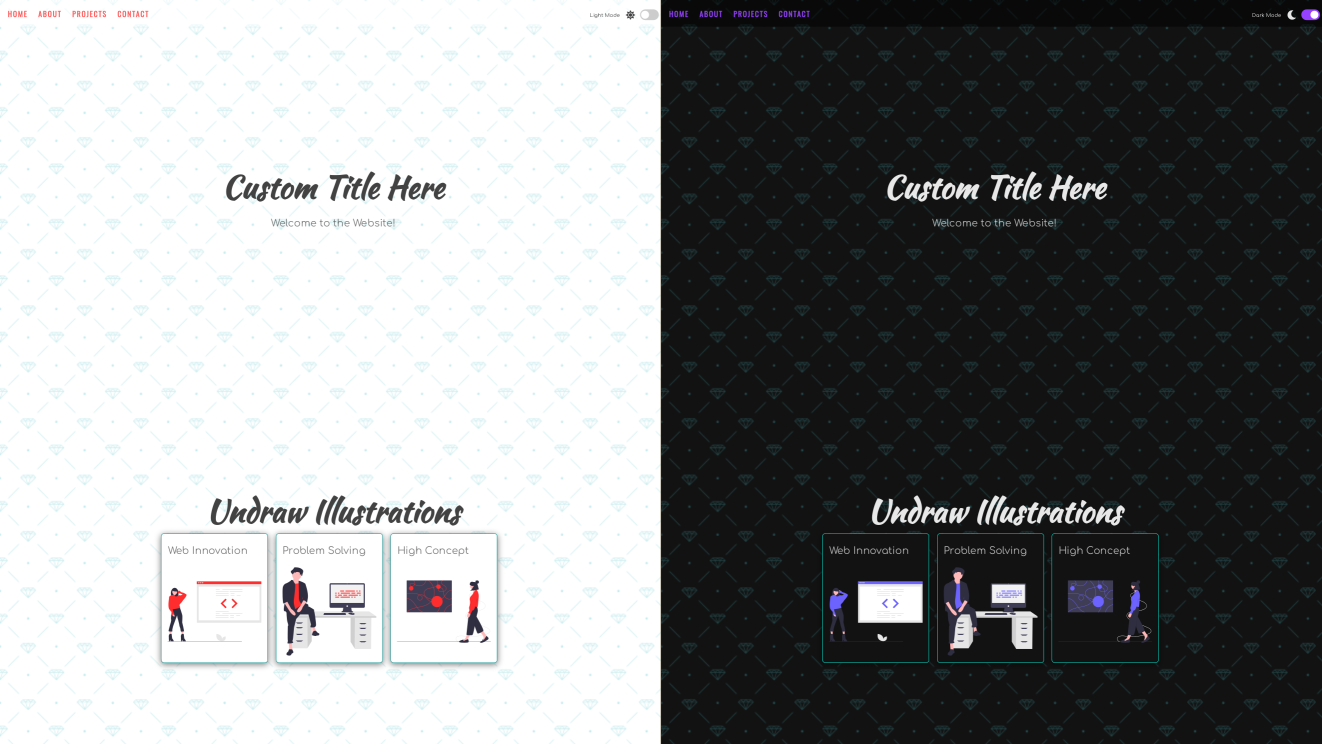 HOME ABOUT PROJECTS CONTACT Light Mode
Custom Title Here
Welcome to the Website!
Undraw Illustrations
Web Innovation Problem Solving High Concept
HOME ABOUT PROJECTS CONTACT Dark Mode
Custom Title Here
Welcome to the Website!
Undraw Illustrations
Web Innovation Problem Solving High Concept